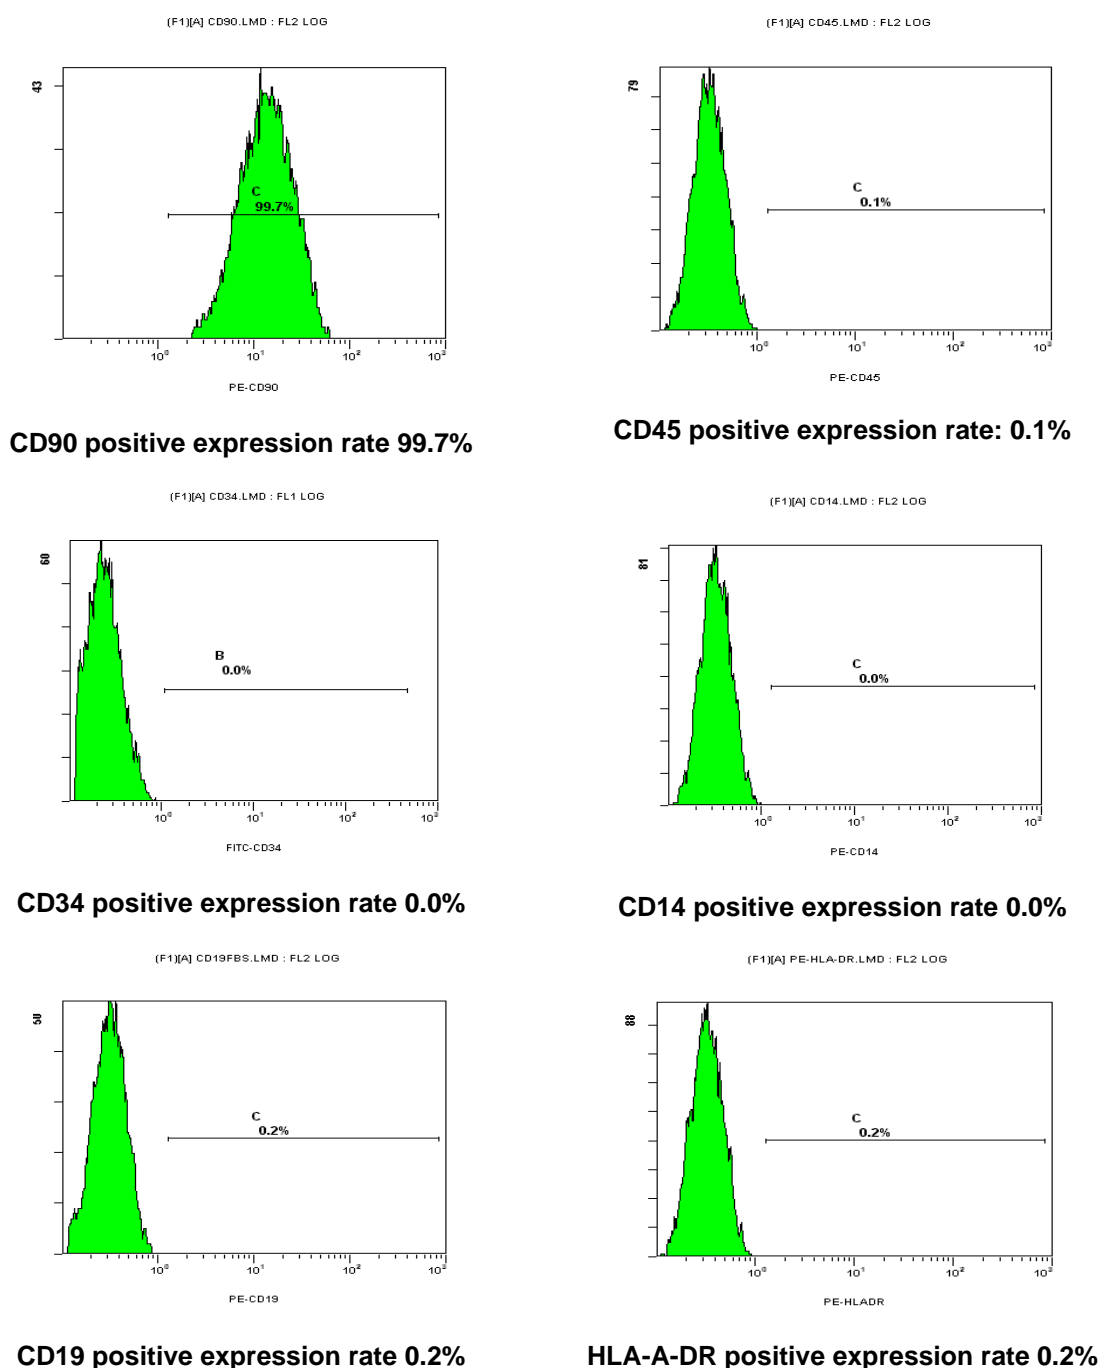 (F1)[A] CD90.LMD : FL2 LOG
43
C
99.7%
10⁰ 10¹ 10² 10³
PE-CD90
CD90 positive expression rate 99.7%
(F1)[A] CD45.LMD : FL2 LOG
79
C
0.1%
10⁰ 10¹ 10² 10³
PE-CD45
CD45 positive expression rate: 0.1%
(F1)[A] CD34.LMD : FL1 LOG
60
B
0.0%
10⁰ 10¹ 10² 10³
FITC-CD34
CD34 positive expression rate 0.0%
(F1)[A] CD14.LMD : FL2 LOG
81
C
0.0%
10⁰ 10¹ 10² 10³
PE-CD14
CD14 positive expression rate 0.0%
(F1)[A] CD19FBS.LMD : FL2 LOG
50
C
0.2%
10⁰ 10¹ 10² 10³
PE-CD19
CD19 positive expression rate 0.2%
(F1)[A] PE-HLA-DR.LMD : FL2 LOG
88
C
0.2%
10⁰ 10¹ 10² 10³
PE-HLADR
HLA-A-DR positive expression rate 0.2%